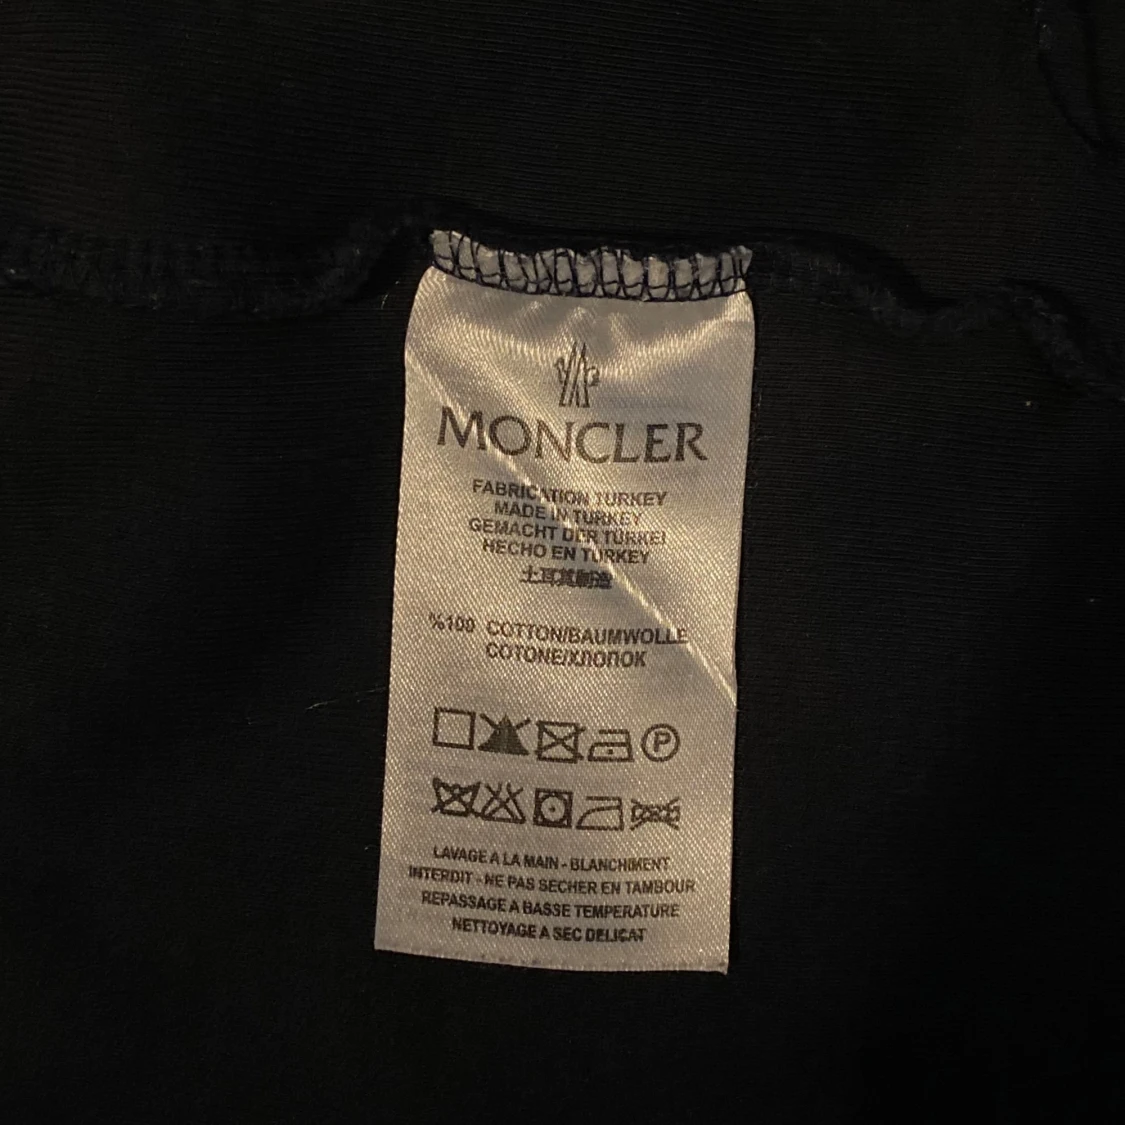 MONCLER
FABRICATION TURKEY
MADE IN TURKEY
GEMACHT DER TÜRKEI
HECHO EN TURKEY
土耳其制造
%100 COTTON/BAUMWOLLE
COTONE/ХЛОПОК
P
LAVAGE A LA MAIN - BLANCHIMENT
INTERDIT - NE PAS SECHER EN TAMBOUR
REPASSAGE A BASSE TEMPERATURE
NETTOYAGE A SEC DELICAT